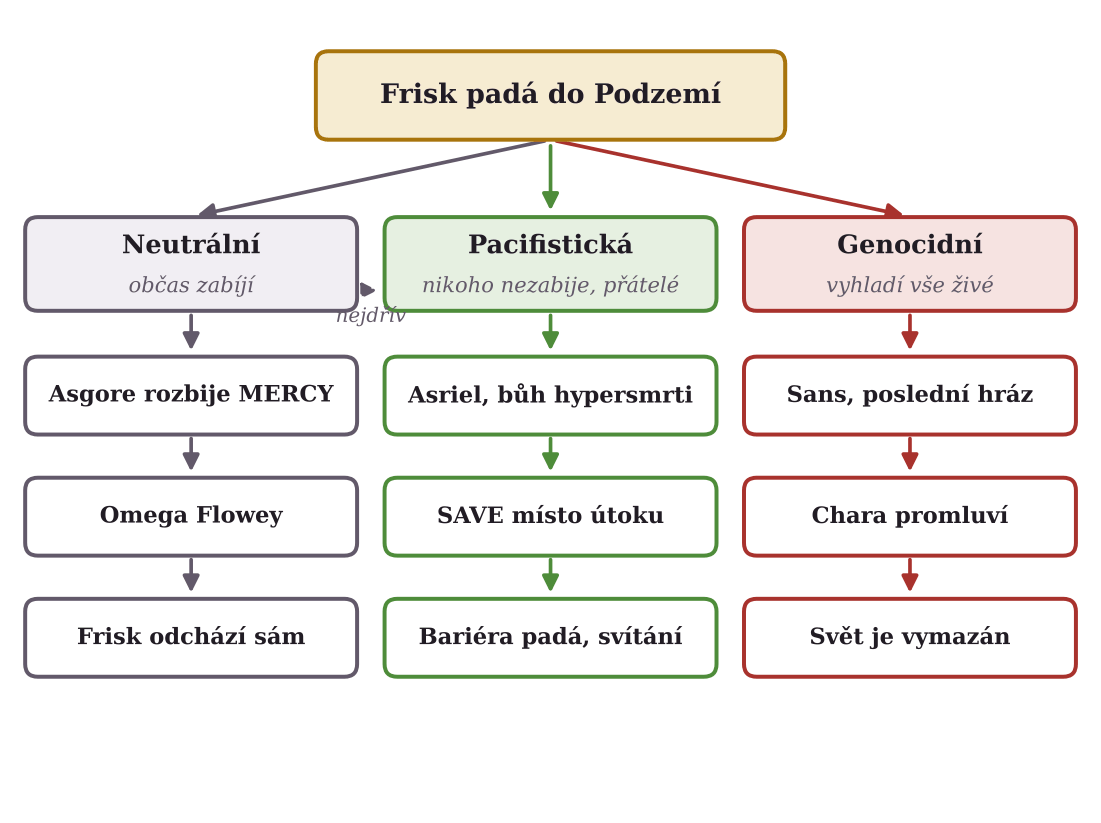 Frisk padá do Podzemí
Neutrální
občas zabíjí
nejdřív
Pacifistická
nikoho nezabije, přátelé
Genocidní
vyhladí vše živé
Asgore rozbije MERCY
Asriel, bůh hypersmrti
Sans, poslední hráz
Omega Flowey
SAVE místo útoku
Chara promluví
Frisk odchází sám
Bariéra padá, svítání
Svět je vymazán